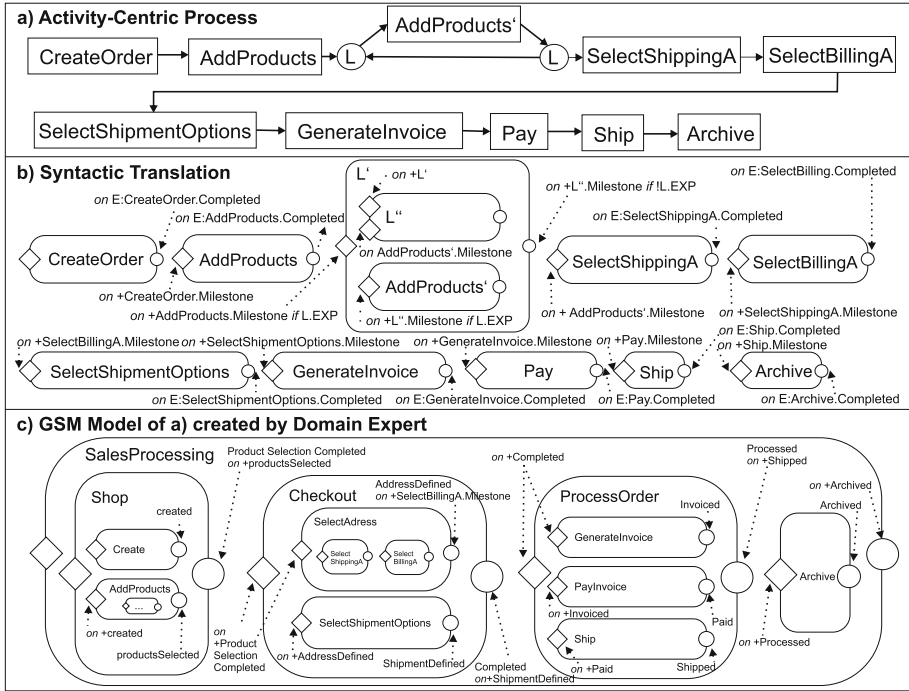 a) Activity-Centric Process
AddProducts‘
CreateOrder
AddProducts
L
L
SelectShippingA
SelectBillingA
SelectShipmentOptions
GenerateInvoice
Pay
Ship
Archive
b) Syntactic Translation
on E:CreateOrder.Completed
on E:AddProducts.Completed
L‘
on +L‘
on +L‘‘.Milestone if !L.EXP
on E:SelectBilling.Completed
on E:SelectShippingA.Completed
CreateOrder
AddProducts
L‘‘
on AddProducts‘.Milestone
AddProducts‘
SelectShippingA
SelectBillingA
on +CreateOrder.Milestone
on +AddProducts.Milestone if L.EXP
on +L‘‘.Milestone if L.EXP
on + AddProducts‘.Milestone
on +SelectShippingA.Milestone
on E:Ship.Completed
on +SelectBillingA.Milestone
on +SelectShipmentOptions.Milestone
on +GenerateInvoice.Milestone
on +Pay.Milestone
on +Ship.Milestone
SelectShipmentOptions
GenerateInvoice
Pay
Ship
Archive
on E:SelectShipmentOptions.Completed
on E:GenerateInvoice.Completed
on E:Pay.Completed
on E:Archive.Completed
c) GSM Model of a) created by Domain Expert
SalesProcessing
Product Selection Completed
on +productsSelected
Shop
created
Create
AddProducts
...
on +created
productsSelected
Checkout
AddressDefined
on +SelectBillingA.Milestone
SelectAdress
Select
ShippingA
Select
BillingA
SelectShipmentOptions
on
+Product
Selection
Completed
on +AddressDefined
ShipmentDefined
Completed
on+ShipmentDefined
on +Completed
ProcessOrder
Invoiced
GenerateInvoice
PayInvoice
on +Invoiced
Paid
Ship
on +Paid
Shipped
Processed
on +Shipped
on +Archived
Archived
Archive
on +Processed